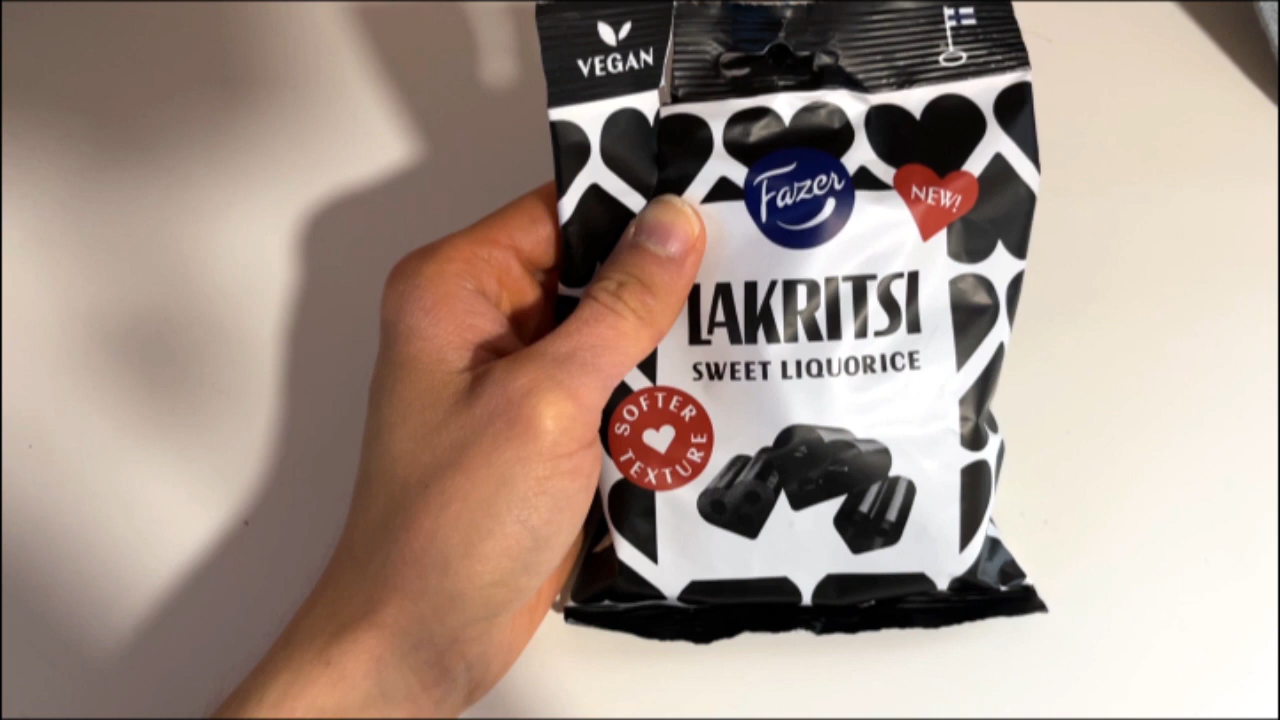 VEGAN
Fazer
NEW!
LAKRITSI
SWEET LIQUORICE
SOFTER
TEXTURE